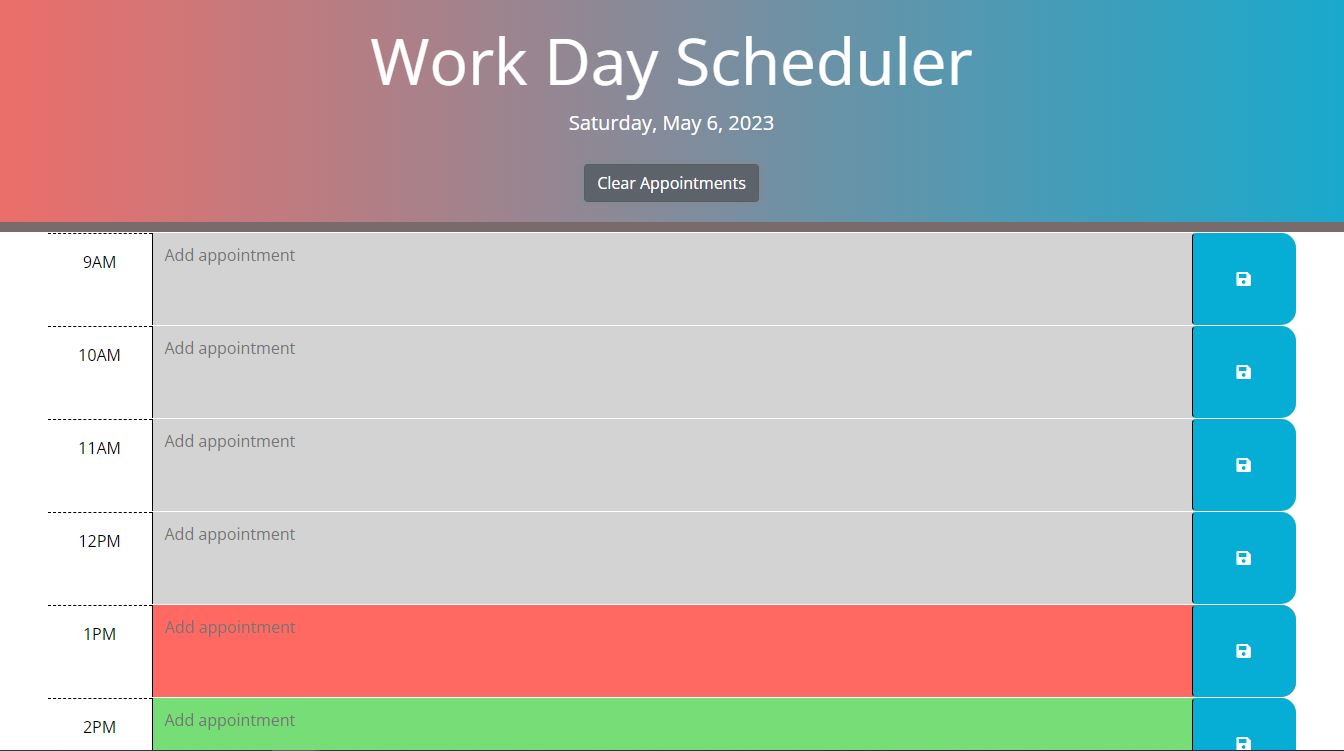 Work Day Scheduler
Saturday, May 6, 2023
Clear Appointments
9AM
Add appointment
10AM
Add appointment
11AM
Add appointment
12PM
Add appointment
1PM
Add appointment
2PM
Add appointment